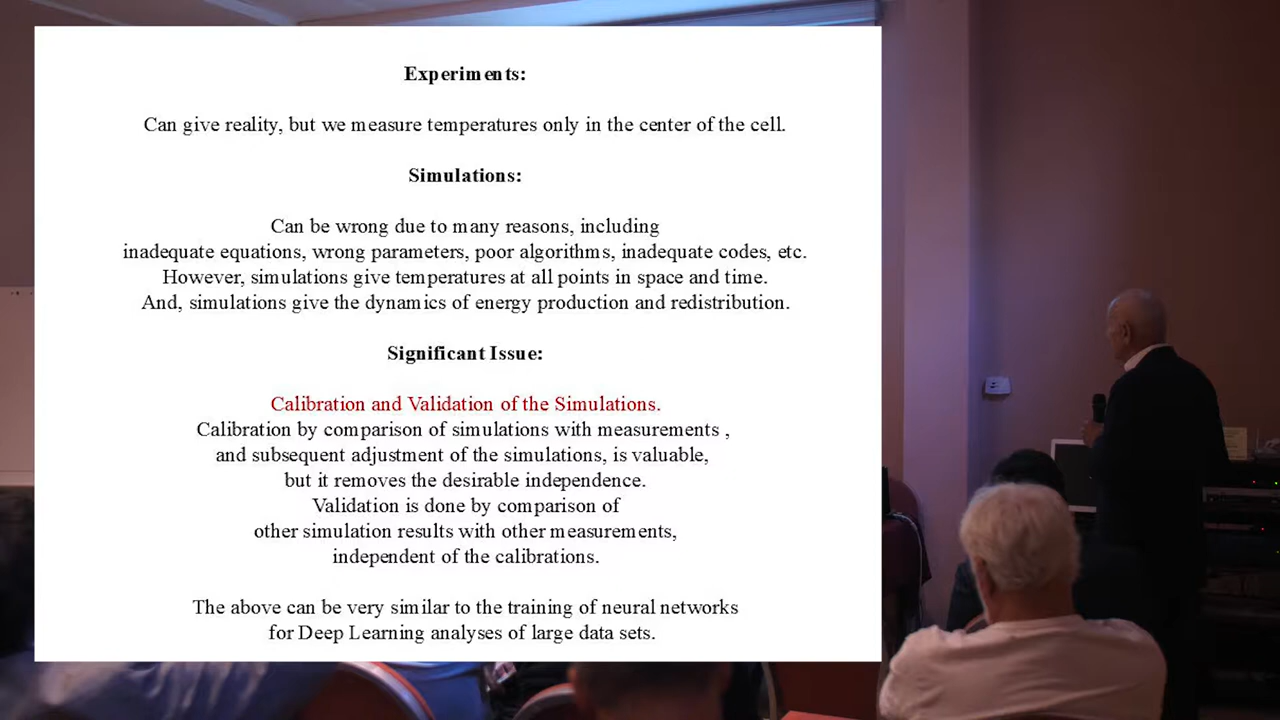 Experiments:
Can give reality, but we measure temperatures only in the center of the cell.
Simulations:
Can be wrong due to many reasons, including
inadequate equations, wrong parameters, poor algorithms, inadequate codes, etc.
However, simulations give temperatures at all points in space and time.
And, simulations give the dynamics of energy production and redistribution.
Significant Issue:
Calibration and Validation of the Simulations.
Calibration by comparison of simulations with measurements ,
and subsequent adjustment of the simulations, is valuable,
but it removes the desirable independence.
Validation is done by comparison of
other simulation results with other measurements,
independent of the calibrations.
The above can be very similar to the training of neural networks
for Deep Learning analyses of large data sets.